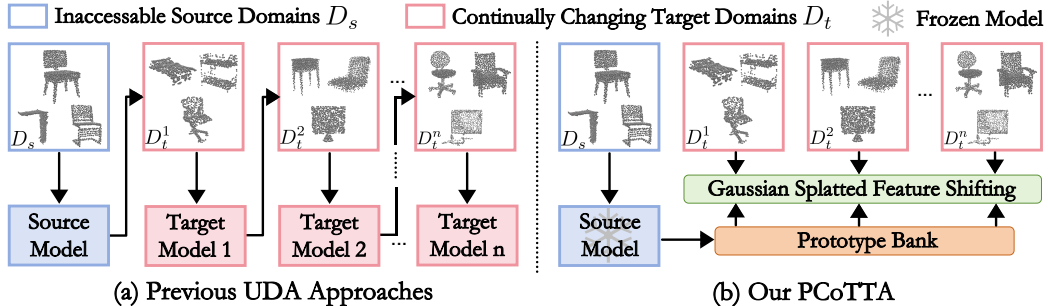 Inaccessable Source Domains D_s
Continually Changing Target Domains D_t
Frozen Model
D_s
D_t^1
D_t^2
...
D_t^n
Source Model
Target Model 1
Target Model 2
...
Target Model n
(a) Previous UDA Approaches
D_s
D_t^1
D_t^2
...
D_t^n
Gaussian Splatted Feature Shifting
Source Model
Prototype Bank
(b) Our PCoTTA